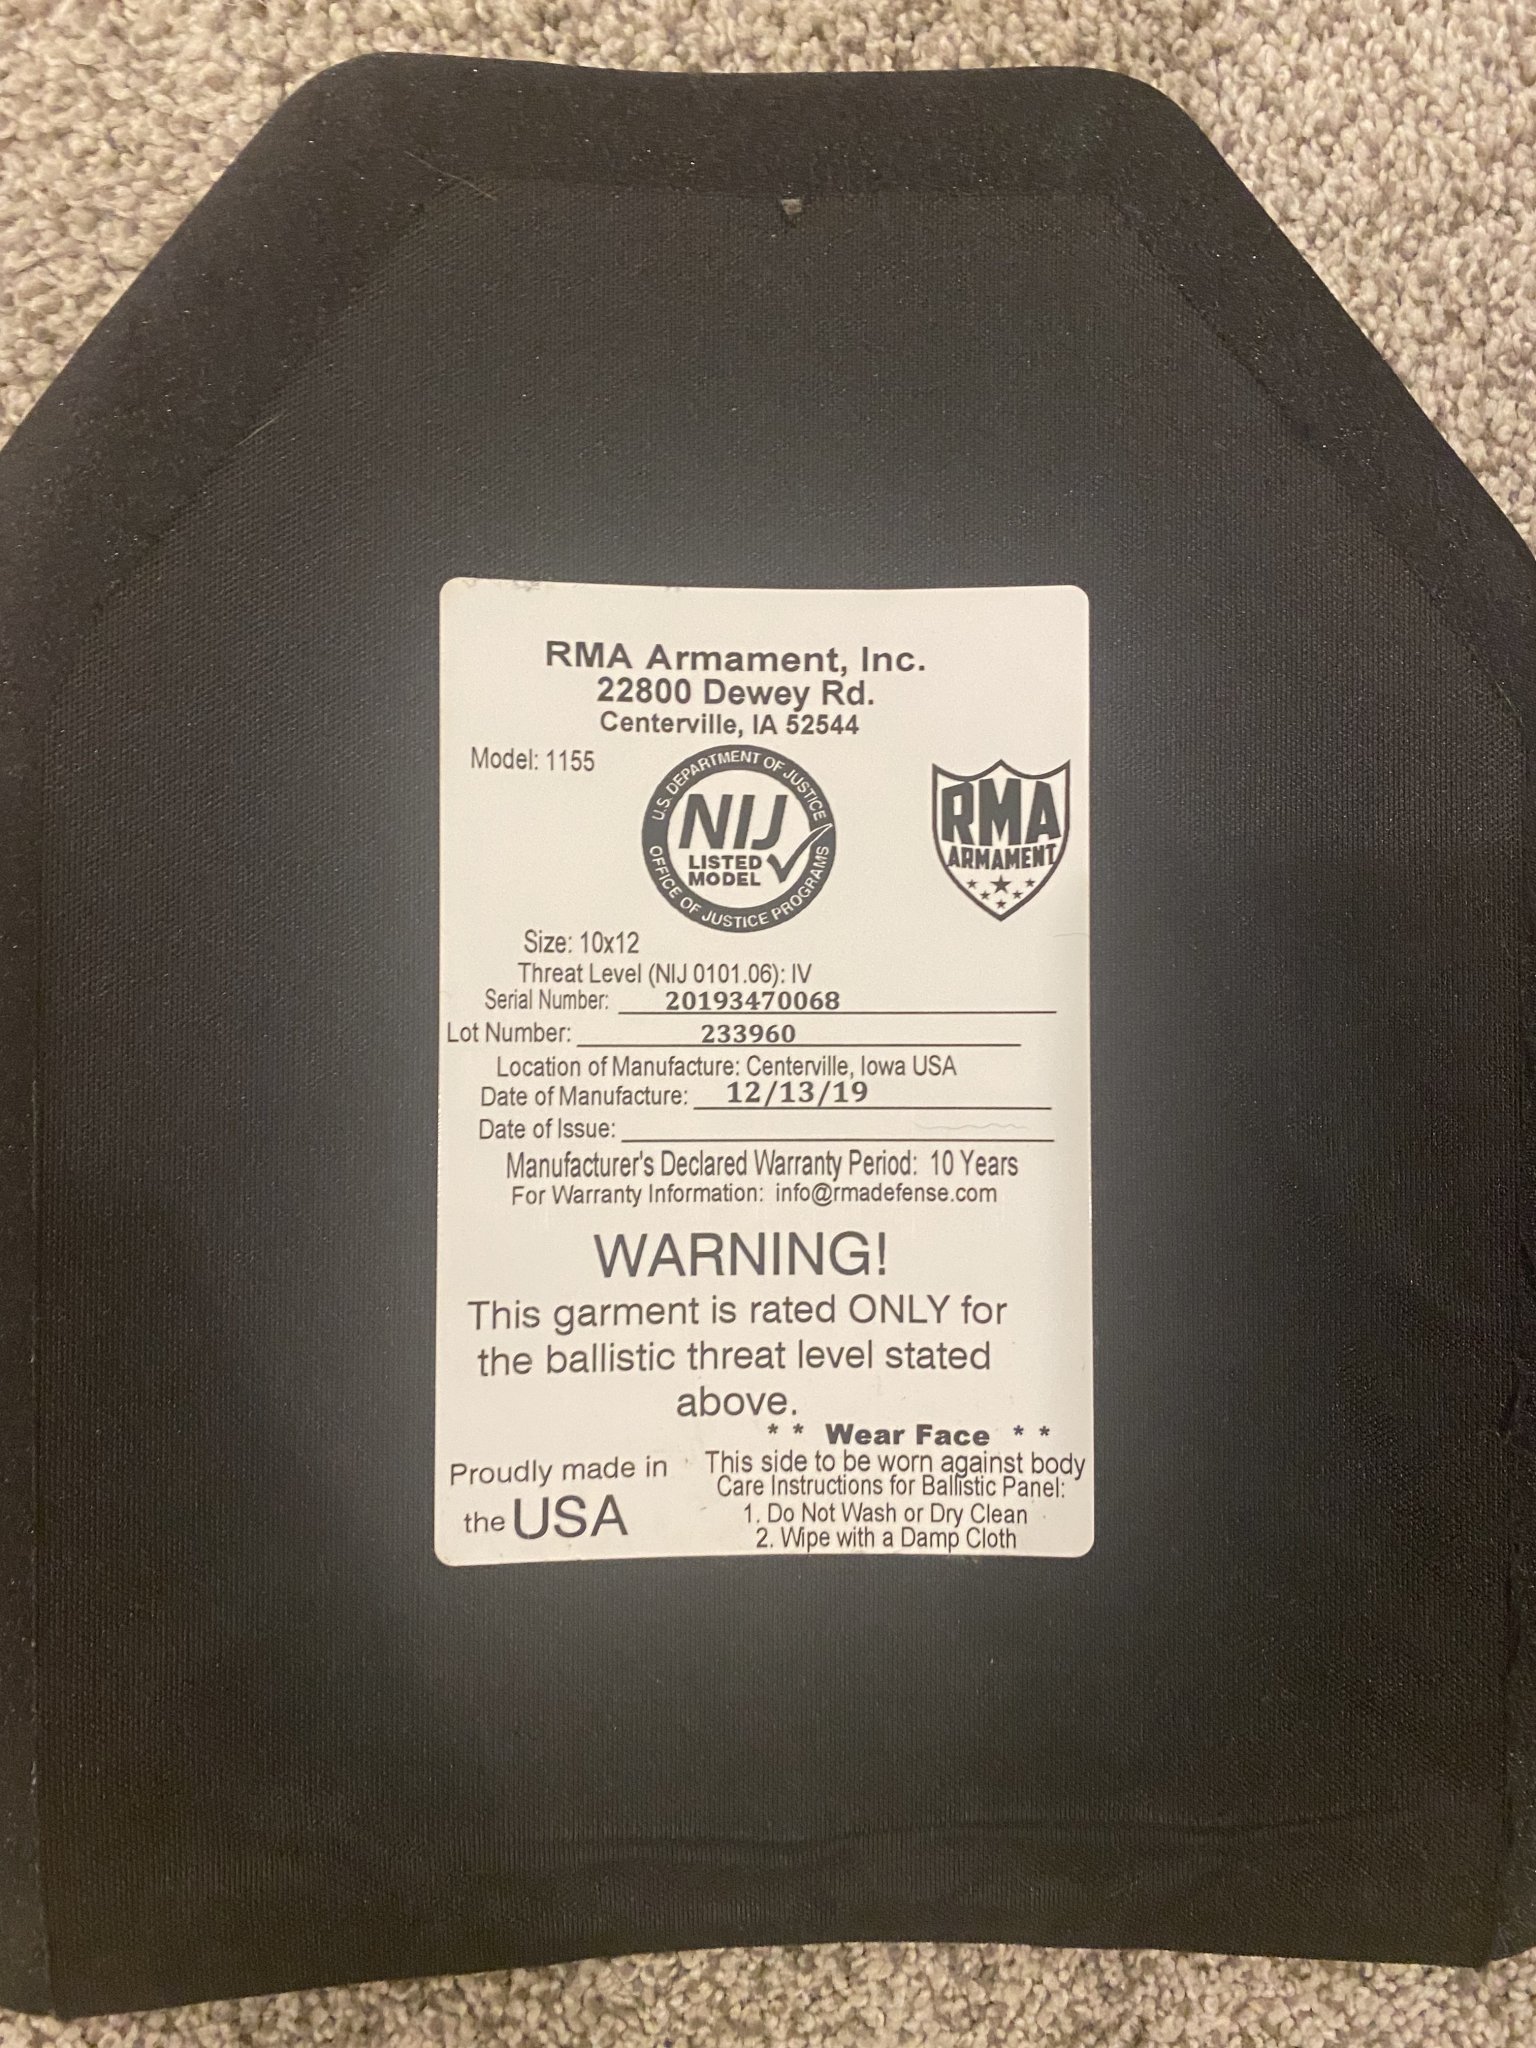 RMA Armament, Inc.
22800 Dewey Rd.
Centerville, IA 52544
Model: 1155
U.S. DEPARTMENT OF JUSTICE
NIJ
LISTED
MODEL
OFFICE OF JUSTICE PROGRAMS
RMA
ARMAMENT
Size: 10x12
Threat Level (NIJ 0101.06): IV
Serial Number: 20193470068
Lot Number: 233960
Location of Manufacture: Centerville, Iowa USA
Date of Manufacture: 12/13/19
Date of Issue:
Manufacturer's Declared Warranty Period: 10 Years
For Warranty Information: info@rmadefense.com
WARNING!
This garment is rated ONLY for
the ballistic threat level stated
above.
* * Wear Face * *
This side to be worn against body
Care Instructions for Ballistic Panel:
1. Do Not Wash or Dry Clean
2. Wipe with a Damp Cloth
Proudly made in
the USA